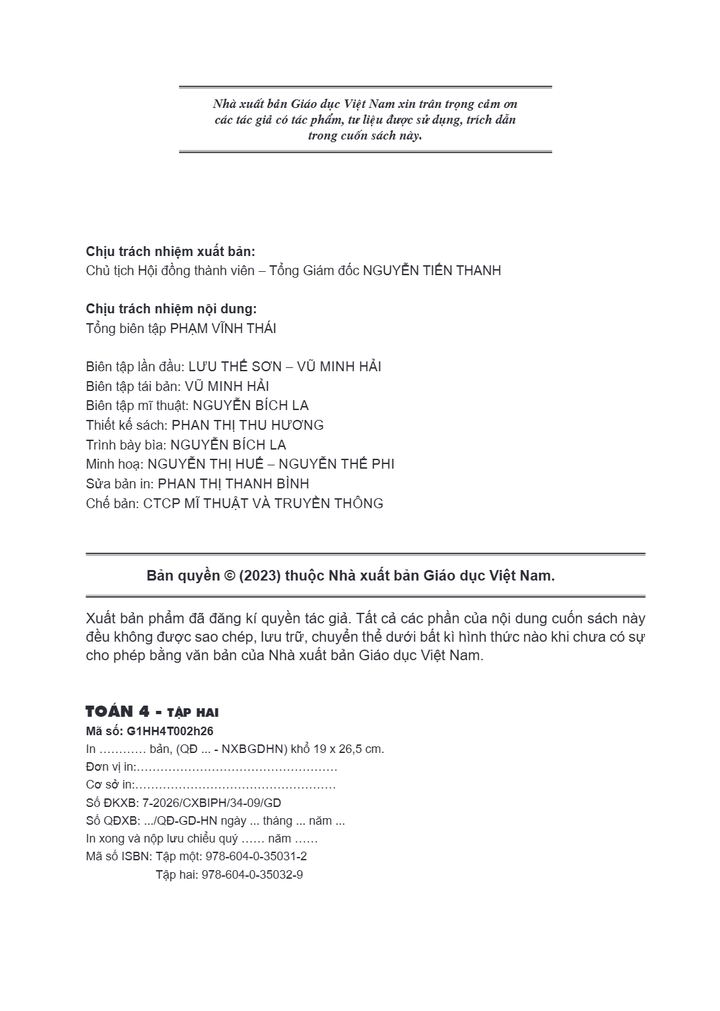 Nhà xuất bản Giáo dục Việt Nam xin trân trọng cảm ơn
các tác giả có tác phẩm, tư liệu được sử dụng, trích dẫn
trong cuốn sách này.
Chịu trách nhiệm xuất bản:
Chủ tịch Hội đồng thành viên – Tổng Giám đốc NGUYỄN TIẾN THANH
Chịu trách nhiệm nội dung:
Tổng biên tập PHẠM VĨNH THÁI
Biên tập lần đầu: LƯU THẾ SƠN – VŨ MINH HẢI
Biên tập tái bản: VŨ MINH HẢI
Biên tập mĩ thuật: NGUYỄN BÍCH LA
Thiết kế sách: PHAN THỊ THU HƯƠNG
Trình bày bìa: NGUYỄN BÍCH LA
Minh hoạ: NGUYỄN THỊ HUẾ – NGUYỄN THẾ PHI
Sửa bản in: PHAN THỊ THANH BÌNH
Chế bản: CTCP MĨ THUẬT VÀ TRUYỀN THÔNG
Bản quyền © (2023) thuộc Nhà xuất bản Giáo dục Việt Nam.
Xuất bản phẩm đã đăng kí quyền tác giả. Tất cả các phần của nội dung cuốn sách này
đều không được sao chép, lưu trữ, chuyển thể dưới bất kì hình thức nào khi chưa có sự
cho phép bằng văn bản của Nhà xuất bản Giáo dục Việt Nam.
TOÁN 4 - TẬP HAI
Mã số: G1HH4T002h26
In ………… bản, (QĐ ... - NXBGDHN) khổ 19 x 26,5 cm.
Đơn vị in:………………………………………………
Cơ sở in:………………………………………………
Số ĐKXB: 7-2026/CXBIPH/34-09/GD
Số QĐXB: .../QĐ-GD-HN ngày ... tháng ... năm ...
In xong và nộp lưu chiểu quý …… năm ……
Mã số ISBN: Tập một: 978-604-0-35031-2
Tập hai: 978-604-0-35032-9